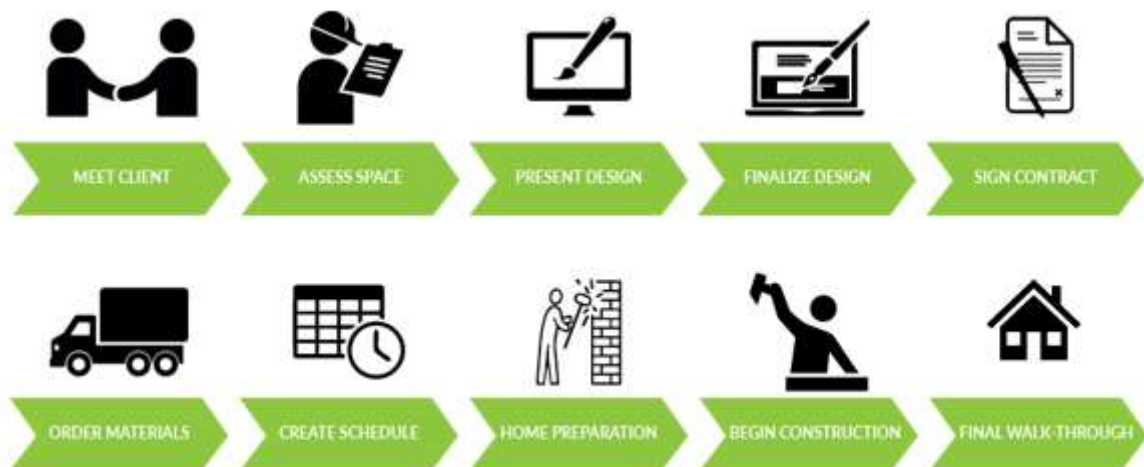 MEET CLIENT
ASSESS SPACE
PRESENT DESIGN
FINALIZE DESIGN
SIGN CONTRACT
ORDER MATERIALS
CREATE SCHEDULE
HOME PREPARATION
BEGIN CONSTRUCTION
FINAL WALK-THROUGH